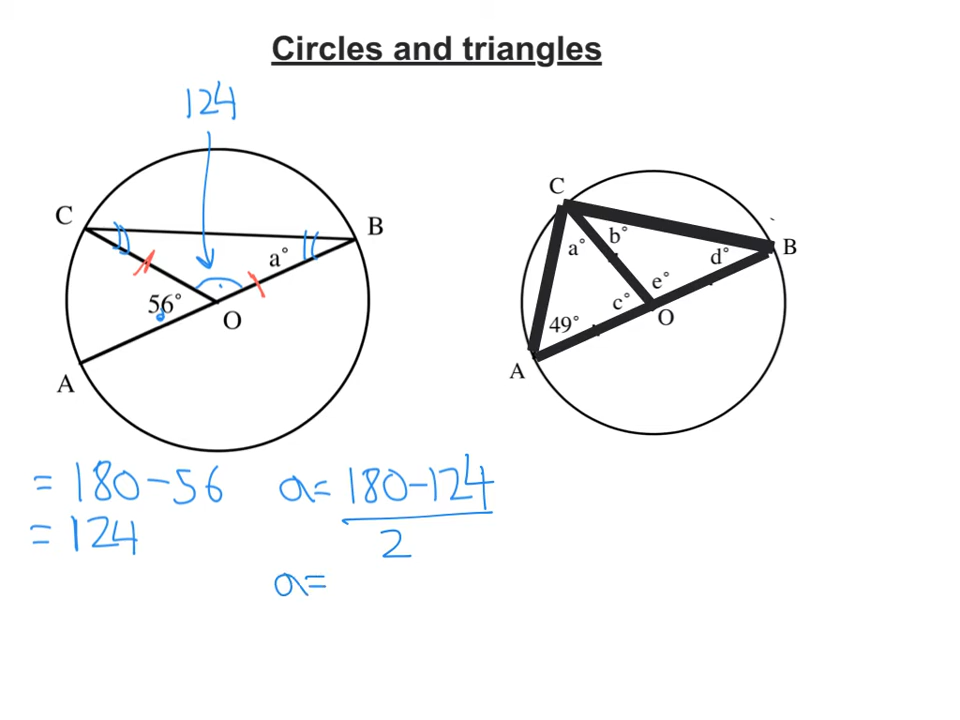 Circles and triangles
124
C
B
a°
56°
O
A
C
B
a°
b°
d°
e°
c°
49°
O
A
= 180-56
= 124
a= 180-124
2
a=